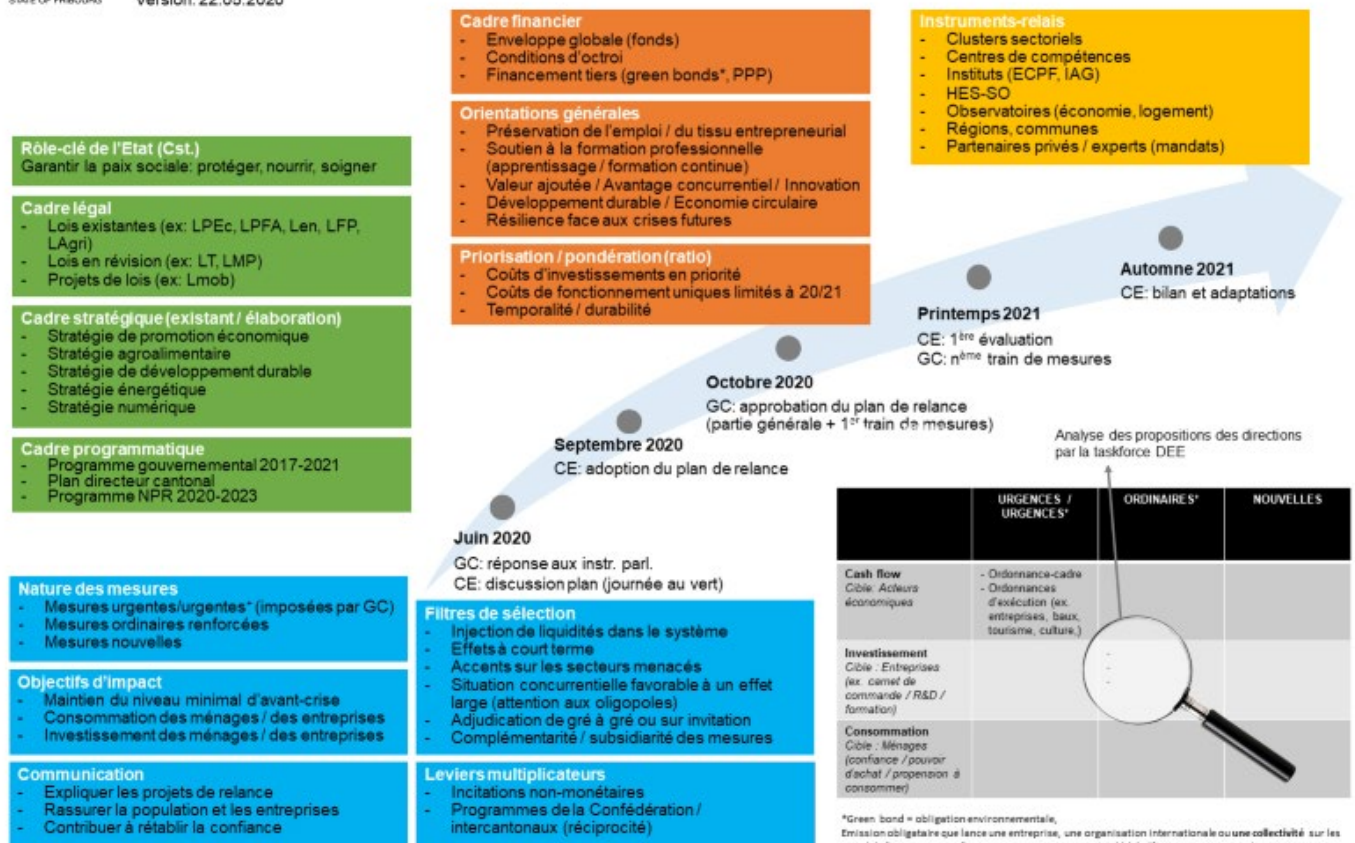 STATE OF FRIBOURG
Version: 22.05.2020
Rôle-clé de l'Etat (Cst.)
Garantir la paix sociale: protéger, nourrir, soigner
Cadre légal
- Lois existantes (ex: LPEc, LPFA, Len, LFP,
LAgri)
- Lois en révision (ex: LT, LMP)
- Projets de lois (ex: Lmob)
Cadre stratégique (existant / élaboration)
- Stratégie de promotion économique
- Stratégie agroalimentaire
- Stratégie de développement durable
- Stratégie énergétique
- Stratégie numérique
Cadre programmatique
- Programme gouvernemental 2017-2021
- Plan directeur cantonal
- Programme NPR 2020-2023
Nature des mesures
- Mesures urgentes/urgentes+ (imposées par GC)
- Mesures ordinaires renforcées
- Mesures nouvelles
Objectifs d'impact
- Maintien du niveau minimal d'avant-crise
- Consommation des ménages / des entreprises
- Investissement des ménages / des entreprises
Communication
- Expliquer les projets de relance
- Rassurer la population et les entreprises
- Contribuer à rétablir la confiance
Cadre financier
- Enveloppe globale (fonds)
- Conditions d'octroi
- Financement tiers (green bonds*, PPP)
Orientations générales
- Préservation de l'emploi / du tissu entrepreneurial
- Soutien à la formation professionnelle
(apprentissage / formation continue)
- Valeur ajoutée / Avantage concurrentiel / Innovation
- Développement durable / Economie circulaire
- Résilience face aux crises futures
Priorisation / pondération (ratio)
- Coûts d'investissements en priorité
- Coûts de fonctionnement uniques limités à 20/21
- Temporalité / durabilité
Instruments-relais
- Clusters sectoriels
- Centres de compétences
- Instituts (ECPF, IAG)
- HES-SO
- Observatoires (économie, logement)
- Régions, communes
- Partenaires privés / experts (mandats)
Juin 2020
GC: réponse aux instr. parl.
CE: discussion plan (journée au vert)
Septembre 2020
CE: adoption du plan de relance
Octobre 2020
GC: approbation du plan de relance
(partie générale + 1er train de mesures)
Printemps 2021
CE: 1ère évaluation
GC: nème train de mesures
Automne 2021
CE: bilan et adaptations
Filtres de sélection
- Injection de liquidités dans le système
- Effets à court terme
- Accents sur les secteurs menacés
- Situation concurrentielle favorable à un effet
large (attention aux oligopoles)
- Adjudication de gré à gré ou sur invitation
- Complémentarité / subsidiarité des mesures
Leviers multiplicateurs
- Incitations non-monétaires
- Programmes de la Confédération /
intercantonaux (réciprocité)
Analyse des propositions des directions
par la taskforce DEE
URGENCES /
URGENCES+
ORDINAIRES+
NOUVELLES
Cash flow
Cible: Acteurs
économiques
- Ordonnance-cadre
- Ordonnances
d'exécution (ex.
entreprises, baux,
tourisme, culture,)
Investissement
Cible : Entreprises
(ex. carnet de
commande / R&D /
formation)
-
-
-
Consommation
Cible : Ménages
(confiance / pouvoir
d'achat / propension à
consommer)
*Green bond = obligation environnementale,
Emission obligataire que lance une entreprise, une organisation internationale ou une collectivité sur les